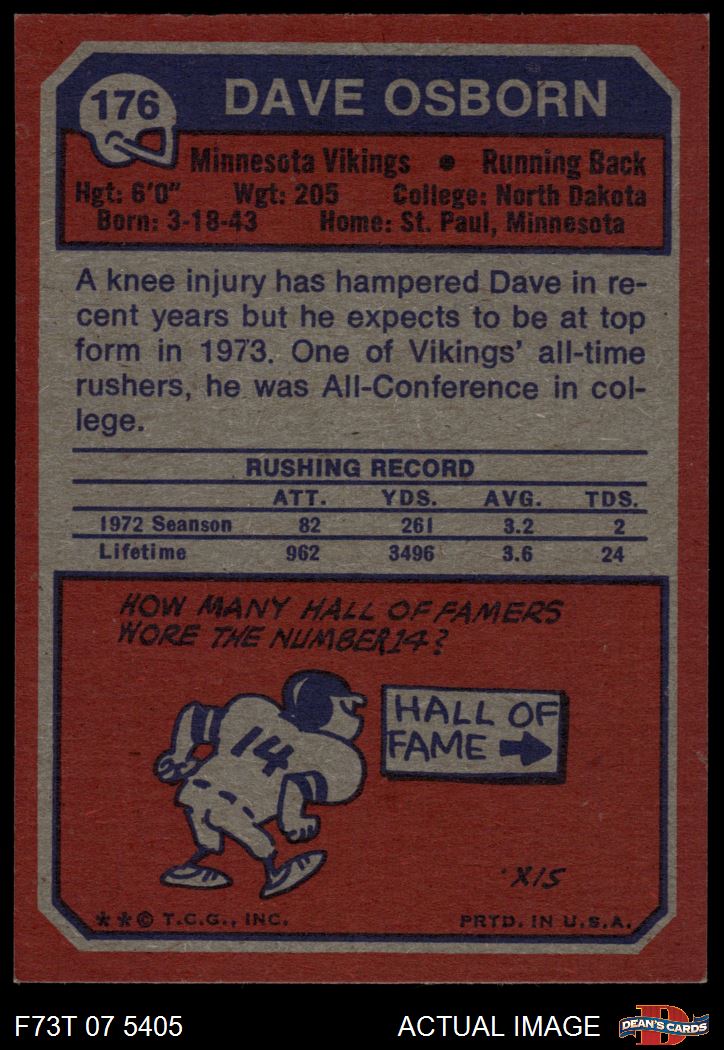 176
DAVE OSBORN
Minnesota Vikings • Running Back
Hgt: 6'0" Wgt: 205 College: North Dakota
Born: 3-18-43 Home: St. Paul, Minnesota
A knee injury has hampered Dave in re-
cent years but he expects to be at top
form in 1973. One of Vikings' all-time
rushers, he was All-Conference in col-
lege.
RUSHING RECORD
ATT. YDS. AVG. TDS.
1972 Seanson 82 261 3.2 2
Lifetime 962 3496 3.6 24
HOW MANY HALL OF FAMERS
WORE THE NUMBER 14?
14
HALL OF
FAME
XIS
**© T.C.G., INC. PRTD. IN U.S.A.
F73T 07 5405 ACTUAL IMAGE
D
DEAN'S CARDS